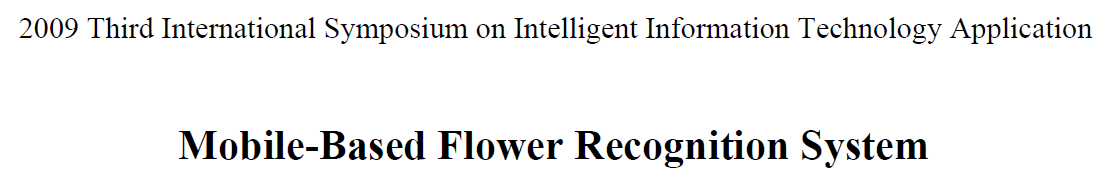 2009 Third International Symposium on Intelligent Information Technology Application
Mobile-Based Flower Recognition System